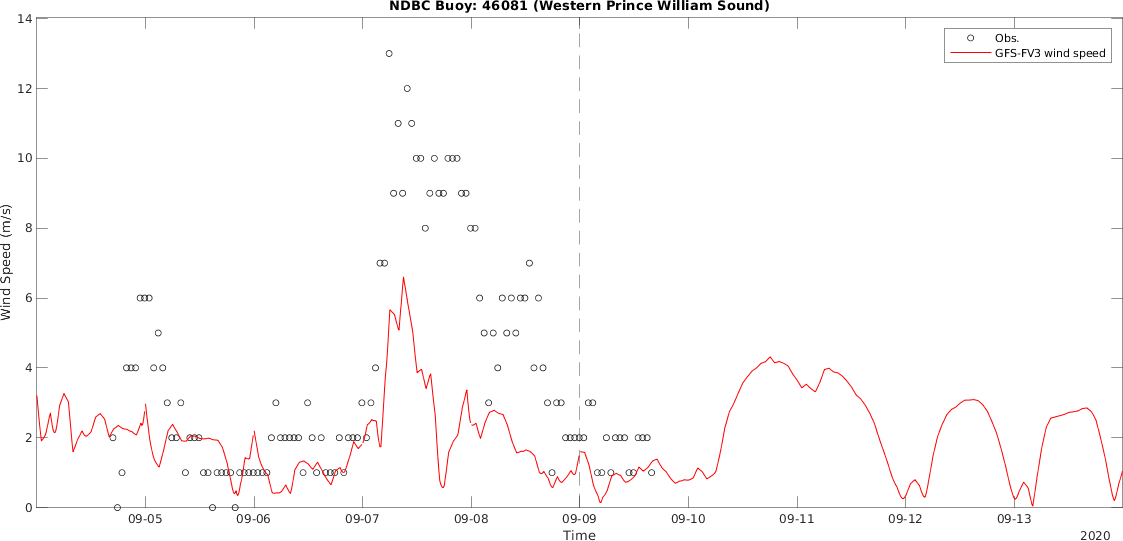 NDBC Buoy: 46081 (Western Prince William Sound)
14
12
10
8
6
4
2
0
Wind Speed (m/s)
Obs.
GFS-FV3 wind speed
09-05 09-06 09-07 09-08 09-09 09-10 09-11 09-12 09-13
Time
2020